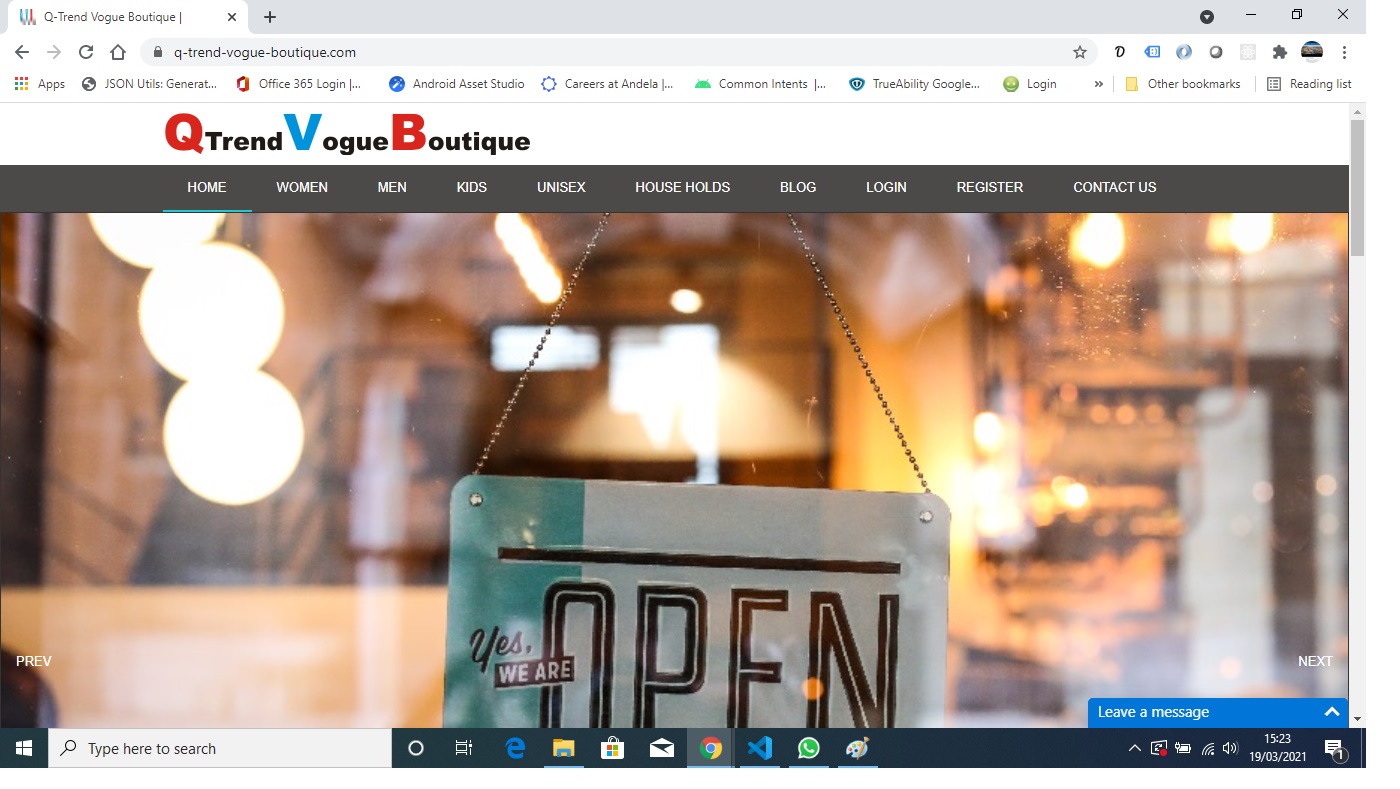 Q-Trend Vogue Boutique |
q-trend-vogue-boutique.com
Apps JSON Utils: Generat... Office 365 Login |... Android Asset Studio Careers at Andela |... Common Intents |... TrueAbility Google... Login » Other bookmarks Reading list
QTrendVogueBoutique
HOME WOMEN MEN KIDS UNISEX HOUSE HOLDS BLOG LOGIN REGISTER CONTACT US
Yes,
WE ARE
OPEN
PREV NEXT
Leave a message
Type here to search
15:23
19/03/2021
1